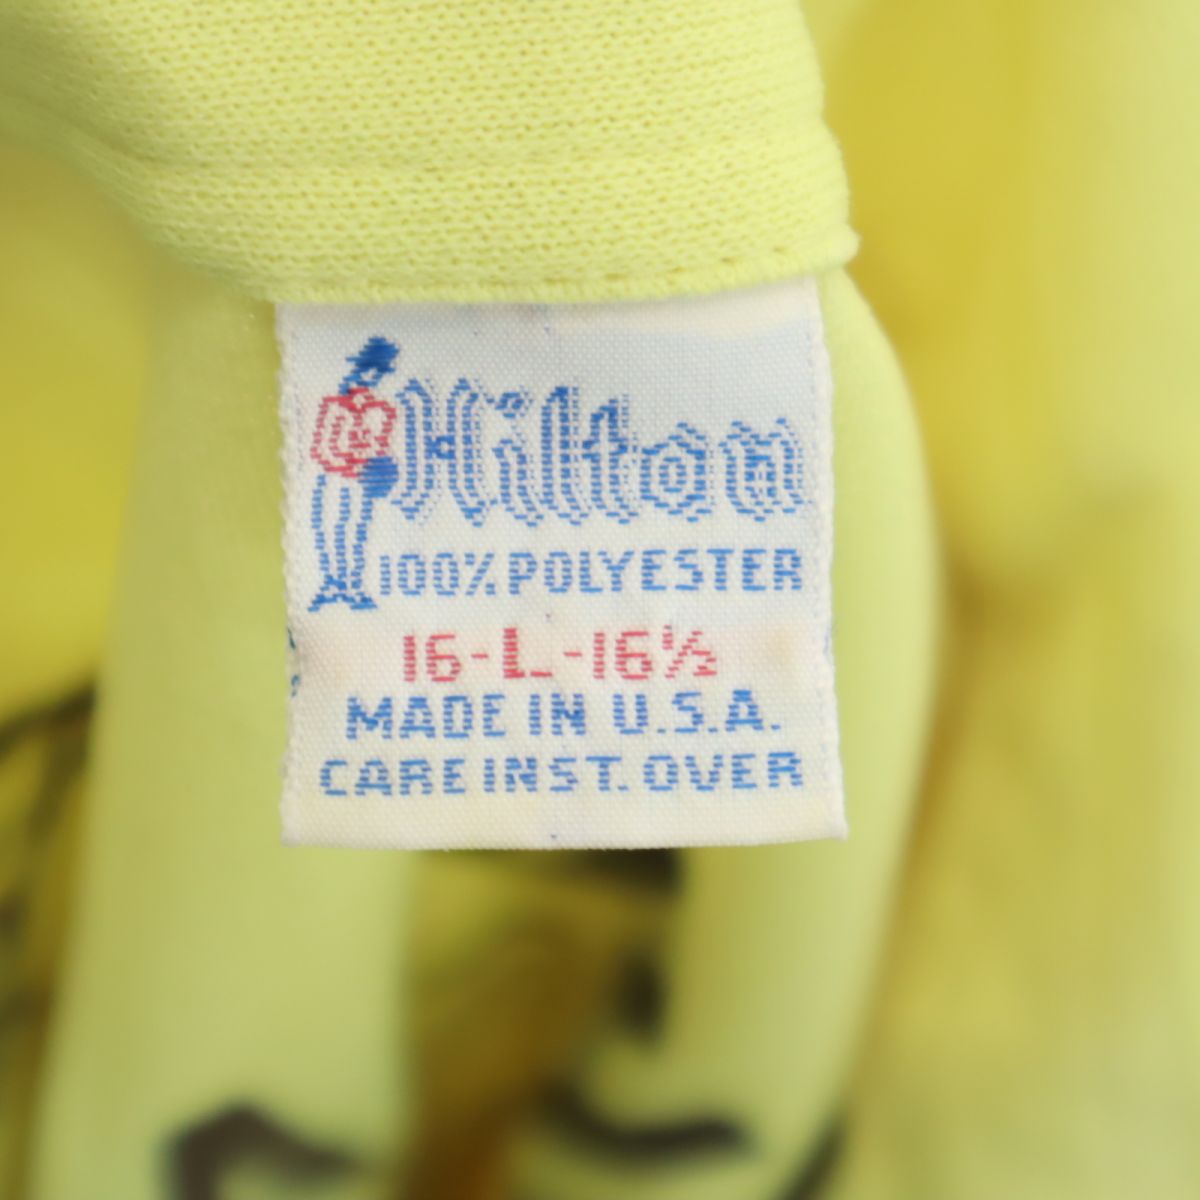 Hilton
100% POLYESTER
16-L-16½
MADE IN U.S.A.
CARE INST. OVER